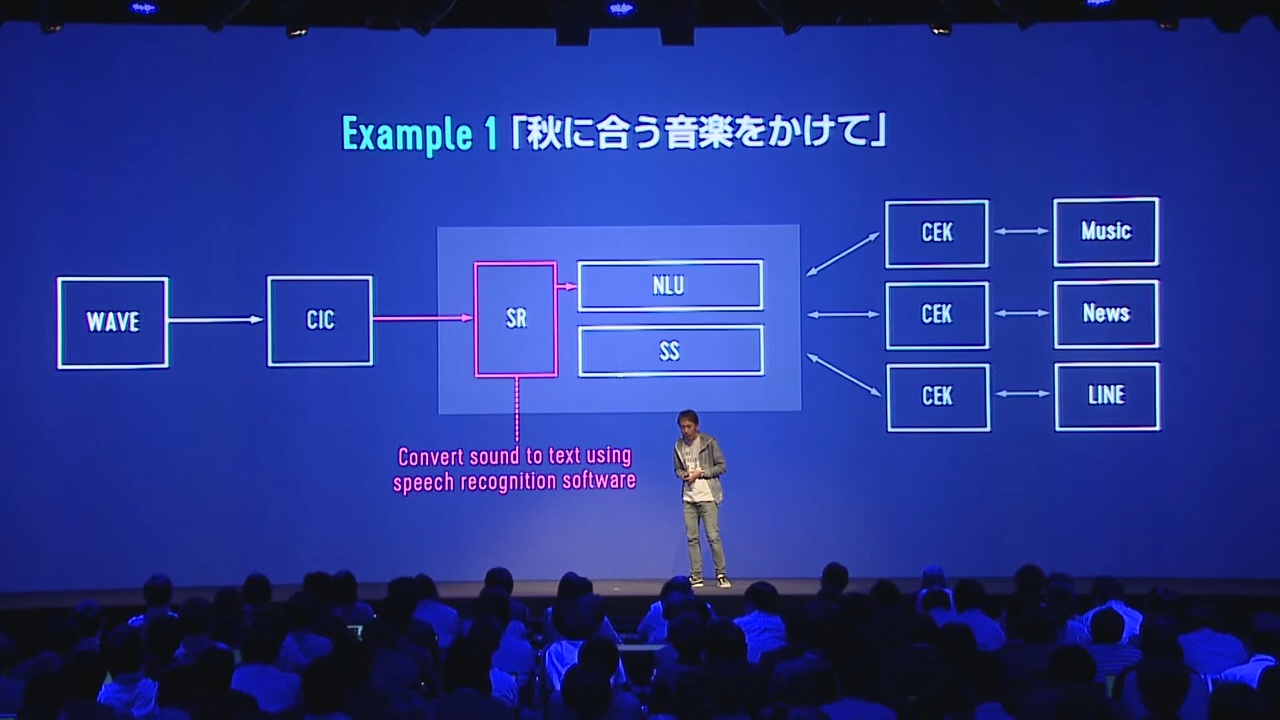 Example 1「秋に合う音楽をかけて」
WAVE
CIC
SR
NLU
SS
CEK
Music
CEK
News
CEK
LINE
Convert sound to text using
speech recognition software